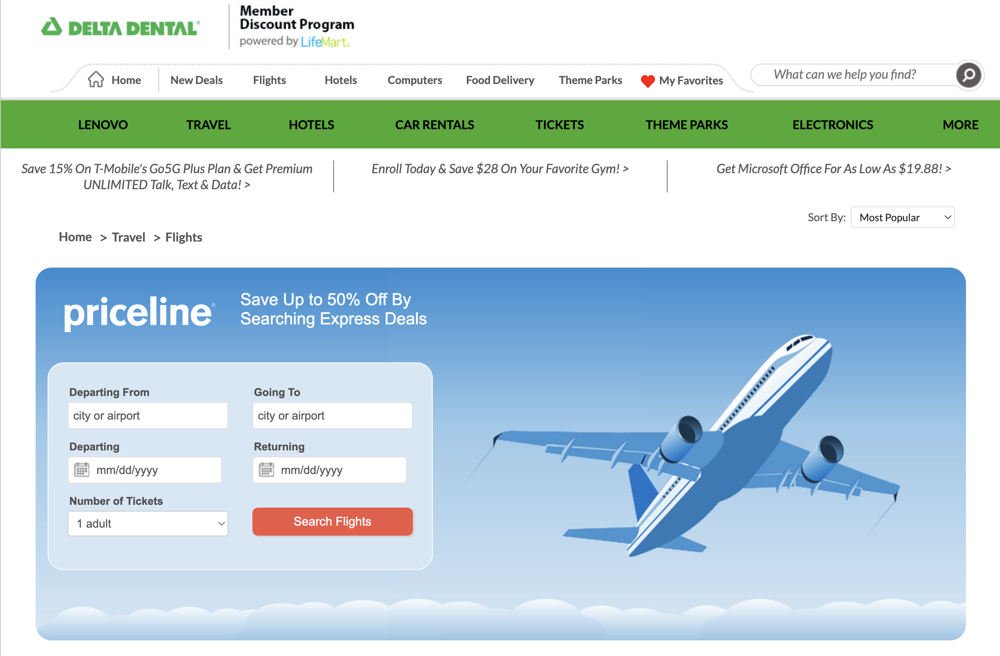 DELTA DENTAL®
Member
Discount Program
powered by LifeMart®
Home
New Deals
Flights
Hotels
Computers
Food Delivery
Theme Parks
My Favorites
What can we help you find?
LENOVO
TRAVEL
HOTELS
CAR RENTALS
TICKETS
THEME PARKS
ELECTRONICS
MORE
Save 15% On T-Mobile's Go5G Plus Plan & Get Premium
UNLIMITED Talk, Text & Data! >
Enroll Today & Save $28 On Your Favorite Gym! >
Get Microsoft Office For As Low As $19.88! >
Sort By: Most Popular
Home > Travel > Flights
priceline®
Save Up to 50% Off By
Searching Express Deals
Departing From
city or airport
Going To
city or airport
Departing
mm/dd/yyyy
Returning
mm/dd/yyyy
Number of Tickets
1 adult
Search Flights